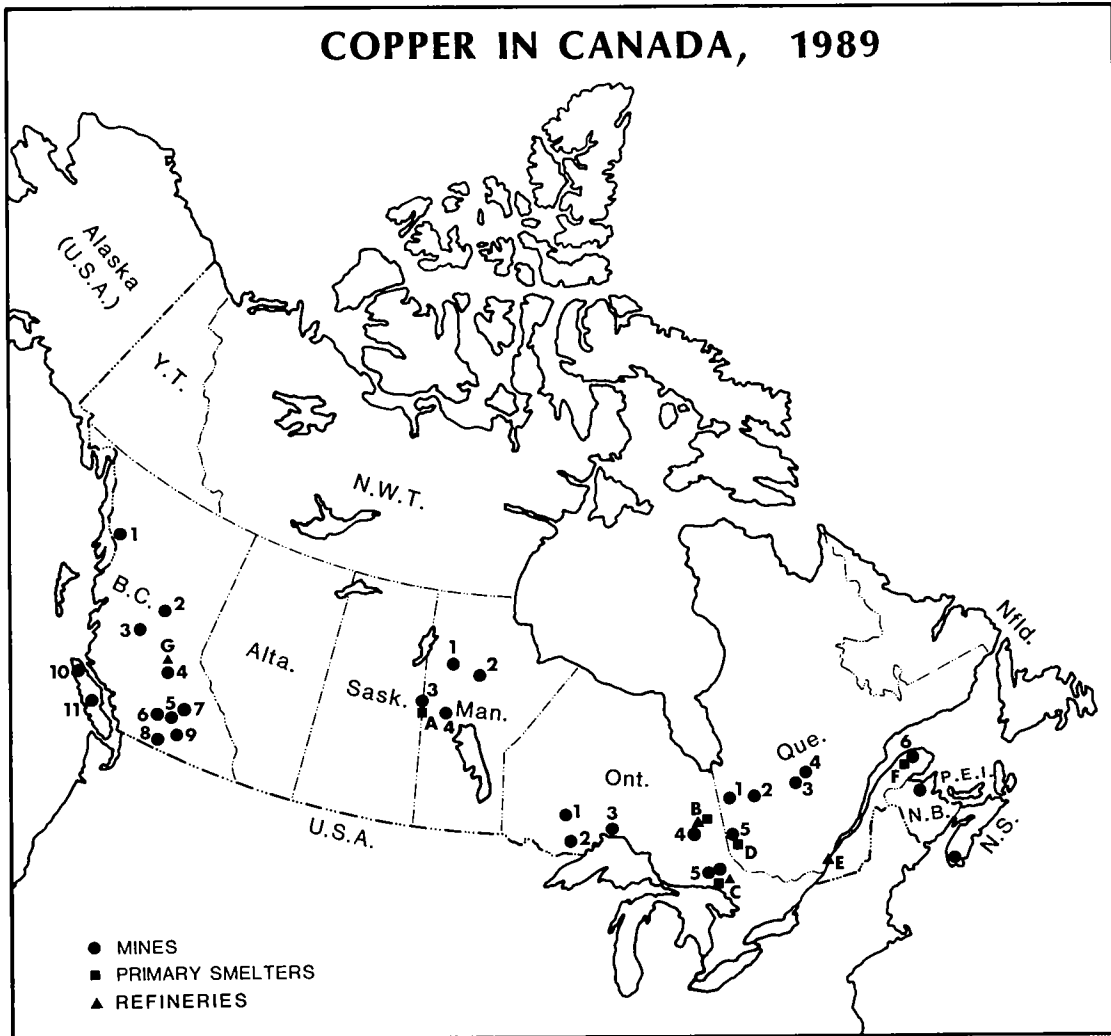 COPPER IN CANADA, 1989
Alaska
(U.S.A.)
Y.T.
N.W.T.
1
B.C.
2
3
G
4
10
11
5
6
7
8
9
Alta.
Sask.
1
2
3
A
4
Man.
U.S.A.
Ont.
1
2
3
B
4
5
C
Que.
1
2
3
4
5
D
E
6
F
Nfld.
P.E.I.
N.B.
N.S.
MINES
PRIMARY SMELTERS
REFINERIES